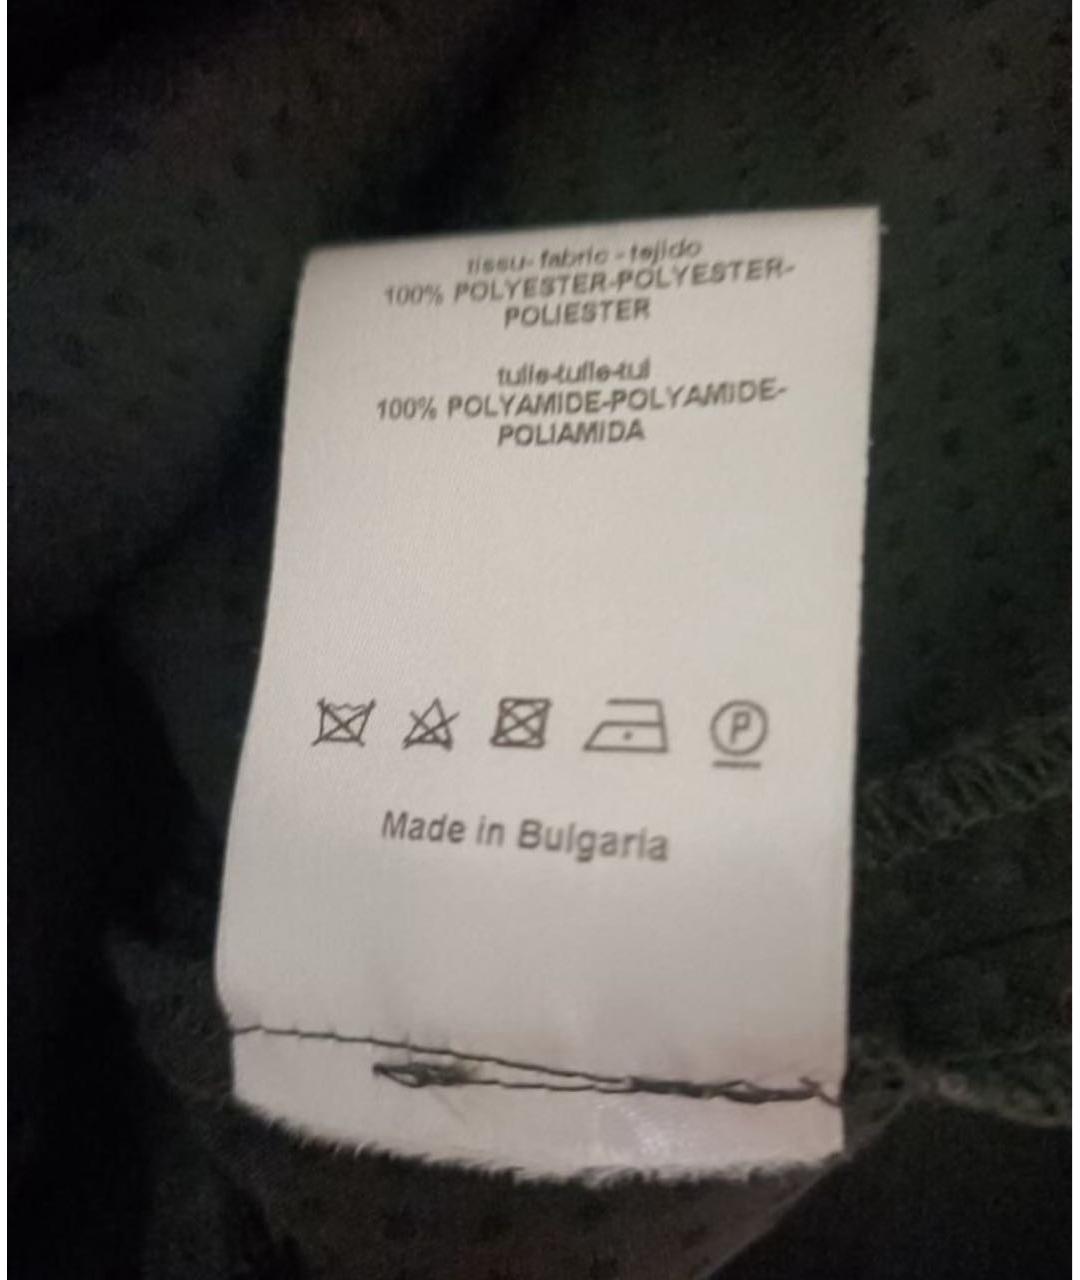 tissu- fabric - tejido
100% POLYESTER-POLYESTER-
POLIESTER
tulle-tulle-tul
100% POLYAMIDE-POLYAMIDE-
POLIAMIDA
P
Made in Bulgaria